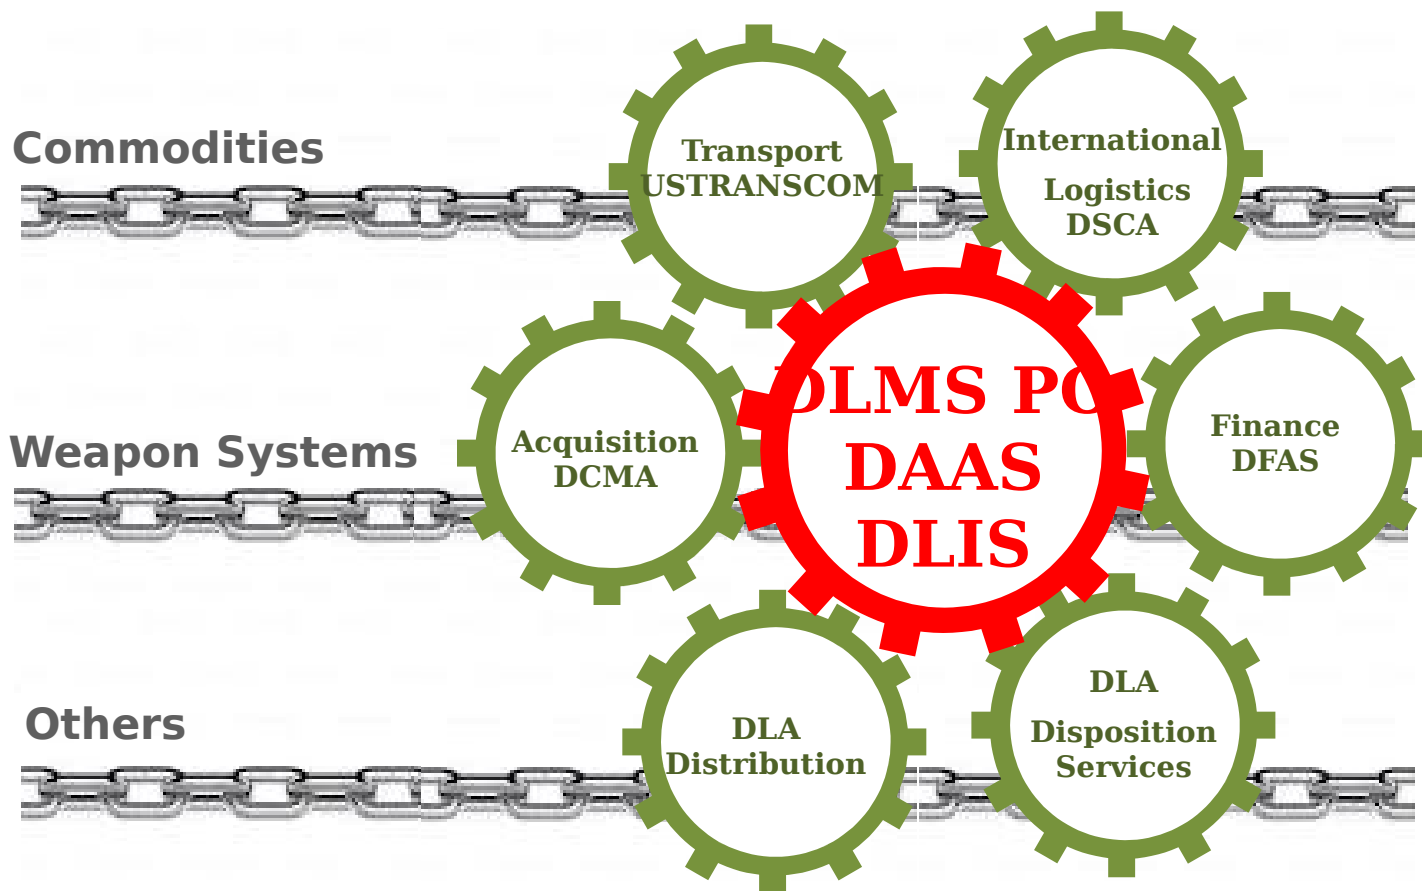 Commodities
Transport
USTRANSCOM
International
Logistics
DSCA
Weapon Systems
Acquisition
DCMA
DLMS PO
DAAS
DLIS
Finance
DFAS
Others
DLA
Distribution
DLA
Disposition
Services